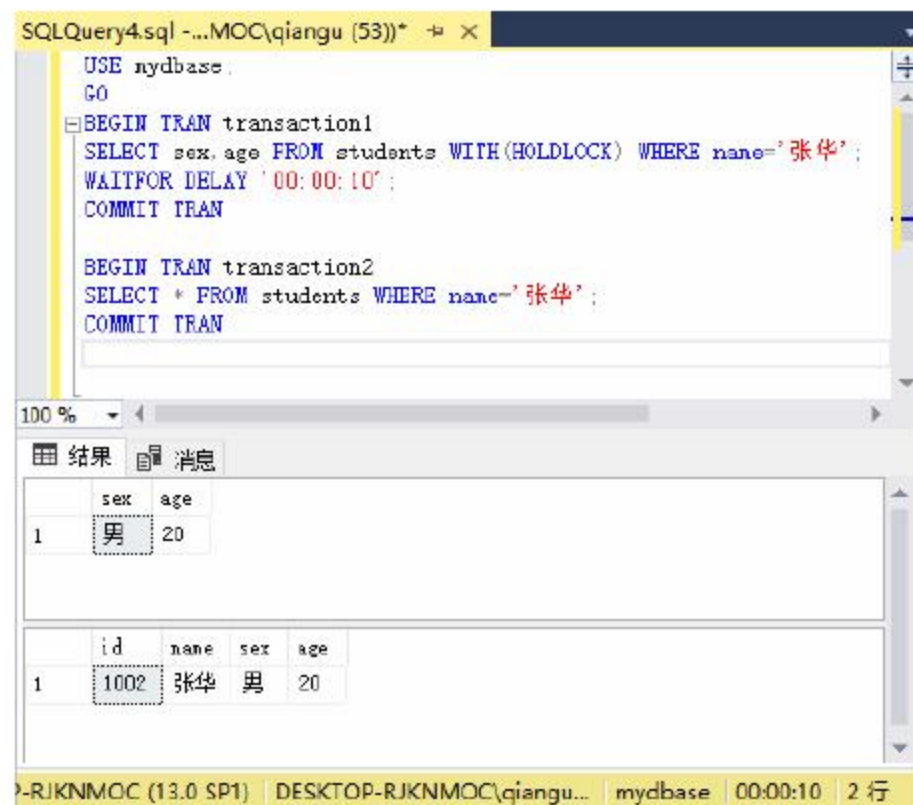 SQLQuery4.sql -...MOC\qiangu (53))*
USE mydbase;
GO
BEGIN TRAN transaction1
SELECT sex,age FROM students WITH(HOLDLOCK) WHERE name='张华';
WAITFOR DELAY '00:00:10';
COMMIT TRAN
BEGIN TRAN transaction2
SELECT * FROM students WHERE name='张华';
COMMIT TRAN
100 %
结果 消息
sex age
1 男 20
id name sex age
1 1002 张华 男 20
P-RJKNMOC (13.0 SP1) DESKTOP-RJKNMOC\qiangu... mydbase 00:00:10 2 行